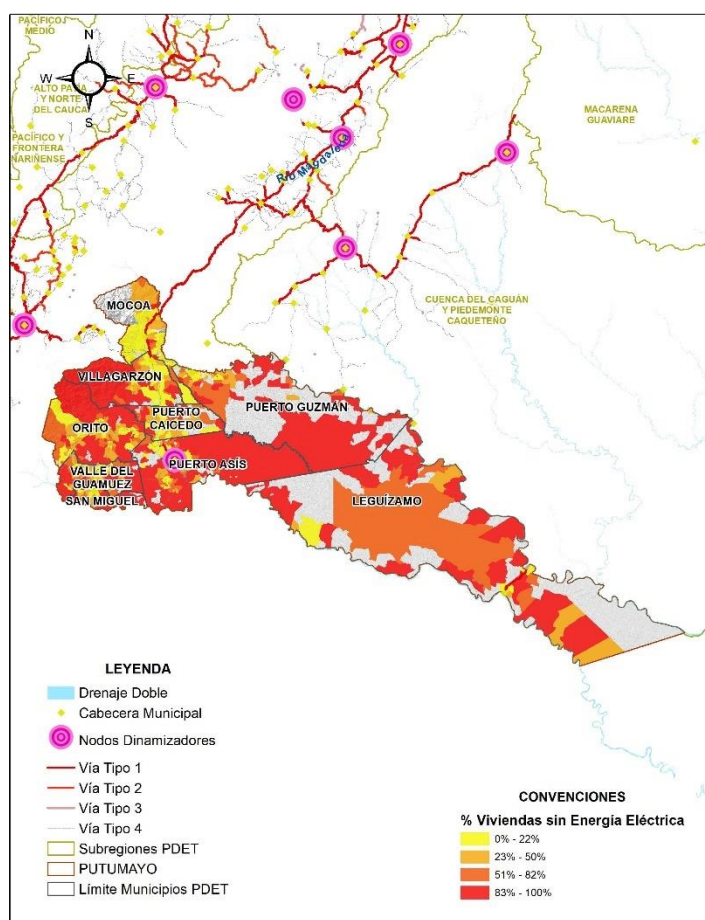 PACÍFICO
MEDIO
N
W
E
S
ALTO PATÍA
Y NORTE
DEL CAUCA
PACÍFICO Y
FRONTERA
NARIÑENSE
MACARENA
GUAVIARE
Río Magdalena
CUENCA DEL CAGUÁN
Y PIEDEMONTE
CAQUETEÑO
MOCOA
VILLAGARZÓN
PUERTO GUZMÁN
PUERTO
CAICEDO
ORITO
PUERTO ASÍS
VALLE DEL
GUAMUEZ
SAN MIGUEL
LEGUÍZAMO
LEYENDA
Drenaje Doble
Cabecera Municipal
Nodos Dinamizadores
Vía Tipo 1
Vía Tipo 2
Vía Tipo 3
Vía Tipo 4
Subregiones PDET
PUTUMAYO
Límite Municipios PDET
CONVENCIONES
% Viviendas sin Energía Eléctrica
0% - 22%
23% - 50%
51% - 82%
83% - 100%